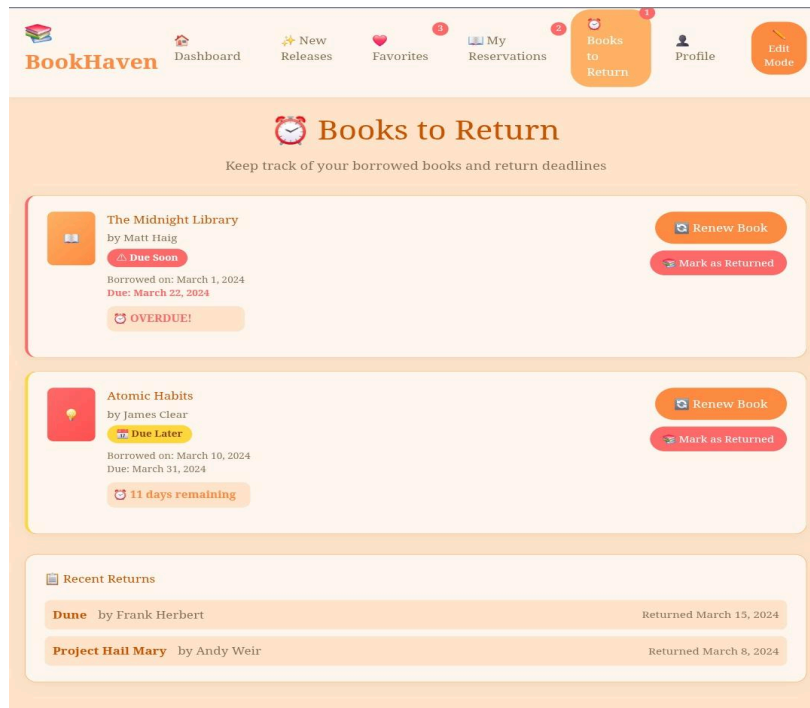 BookHaven
Dashboard
✨ New
Releases
3
Favorites
2
My
Reservations
1
Books
to
Return
Profile
Edit
Mode
Books to Return
Keep track of your borrowed books and return deadlines
The Midnight Library
by Matt Haig
⚠ Due Soon
Borrowed on: March 1, 2024
Due: March 22, 2024
OVERDUE!
Renew Book
Mark as Returned
Atomic Habits
by James Clear
Due Later
Borrowed on: March 10, 2024
Due: March 31, 2024
11 days remaining
Renew Book
Mark as Returned
Recent Returns
Dune by Frank Herbert Returned March 15, 2024
Project Hail Mary by Andy Weir Returned March 8, 2024